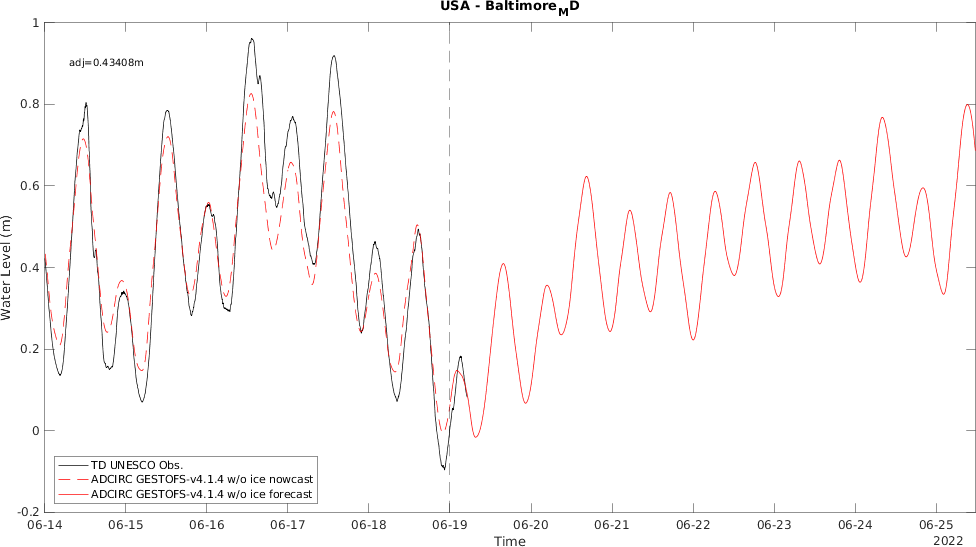 USA - Baltimore_MD
adj=0.43408m
1
0.8
0.6
0.4
0.2
0
-0.2
Water Level (m)
TD UNESCO Obs.
ADCIRC GESTOFS-v4.1.4 w/o ice nowcast
ADCIRC GESTOFS-v4.1.4 w/o ice forecast
06-14 06-15 06-16 06-17 06-18 06-19 06-20 06-21 06-22 06-23 06-24 06-25
Time
2022